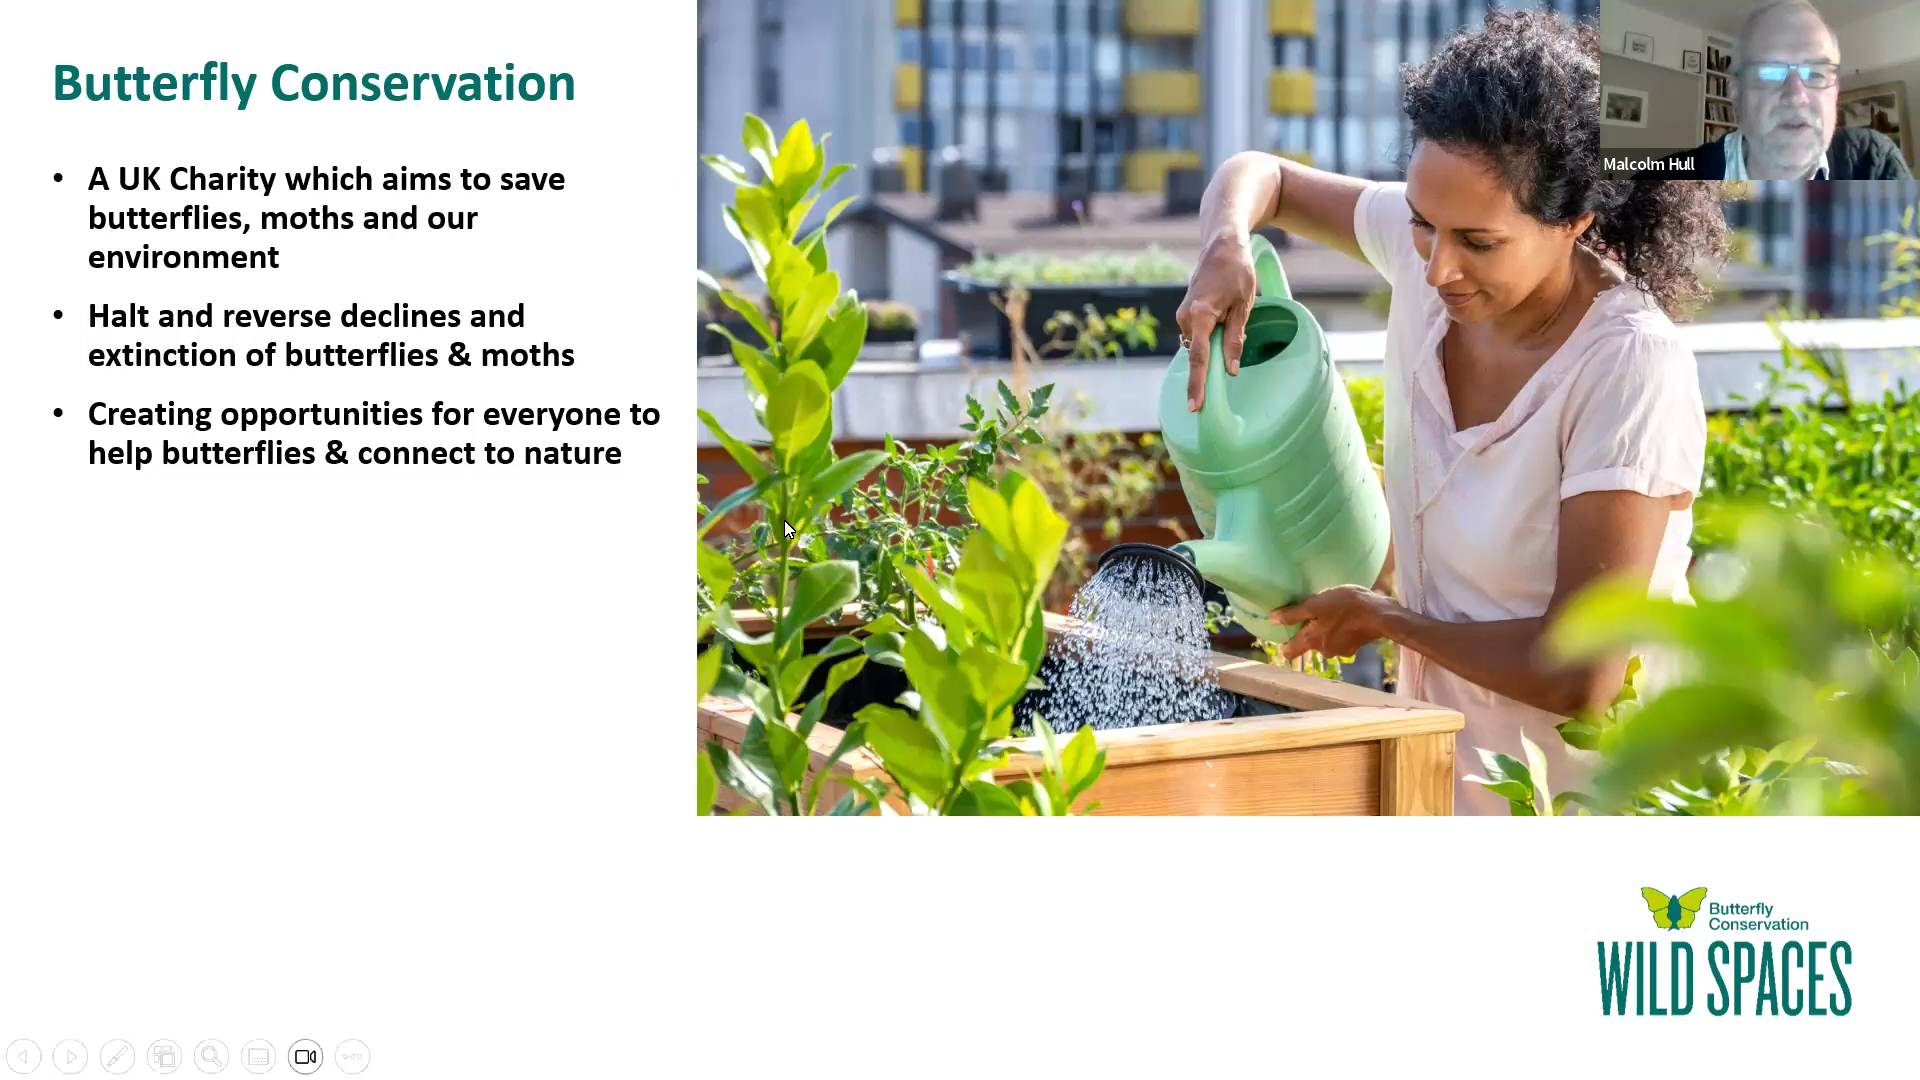 Butterfly Conservation
• A UK Charity which aims to save
butterflies, moths and our
environment
• Halt and reverse declines and
extinction of butterflies & moths
• Creating opportunities for everyone to
help butterflies & connect to nature
Malcolm Hull
Butterfly
Conservation
WILD SPACES